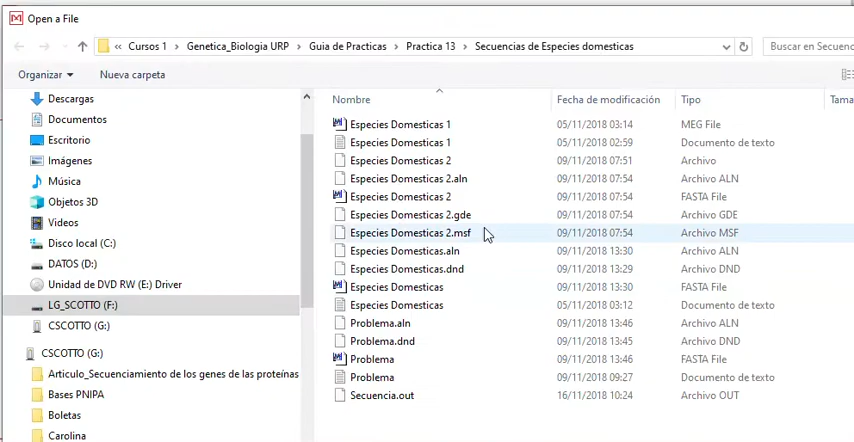 Open a File
« Cursos 1 > Genetica_Biologia URP > Guia de Practicas > Practica 13 > Secuencias de Especies domesticas
Buscar en Secuenc
Organizar Nueva carpeta
Nombre Fecha de modificación Tipo Tama
Descargas
Documentos
Escritorio
Imágenes
Música
Objetos 3D
Videos
Disco local (C:)
DATOS (D:)
Unidad de DVD RW (E:) Driver
LG_SCOTTO (F:)
CSCOTTO (G:)
CSCOTTO (G:)
Articulo_Secuenciamiento de los genes de las proteínas
Bases PNIPA
Boletas
Carolina
Especies Domesticas 1 05/11/2018 03:14 MEG File
Especies Domesticas 1 05/11/2018 02:59 Documento de texto
Especies Domesticas 2 09/11/2018 07:51 Archivo
Especies Domesticas 2.aln 09/11/2018 07:54 Archivo ALN
Especies Domesticas 2 09/11/2018 07:54 FASTA File
Especies Domesticas 2.gde 09/11/2018 07:54 Archivo GDE
Especies Domesticas 2.msf 09/11/2018 07:54 Archivo MSF
Especies Domesticas.aln 09/11/2018 13:30 Archivo ALN
Especies Domesticas.dnd 09/11/2018 13:29 Archivo DND
Especies Domesticas 09/11/2018 13:30 FASTA File
Especies Domesticas 05/11/2018 03:12 Documento de texto
Problema.aln 09/11/2018 13:46 Archivo ALN
Problema.dnd 09/11/2018 13:45 Archivo DND
Problema 09/11/2018 13:46 FASTA File
Problema 09/11/2018 09:27 Documento de texto
Secuencia.out 16/11/2018 10:24 Archivo OUT